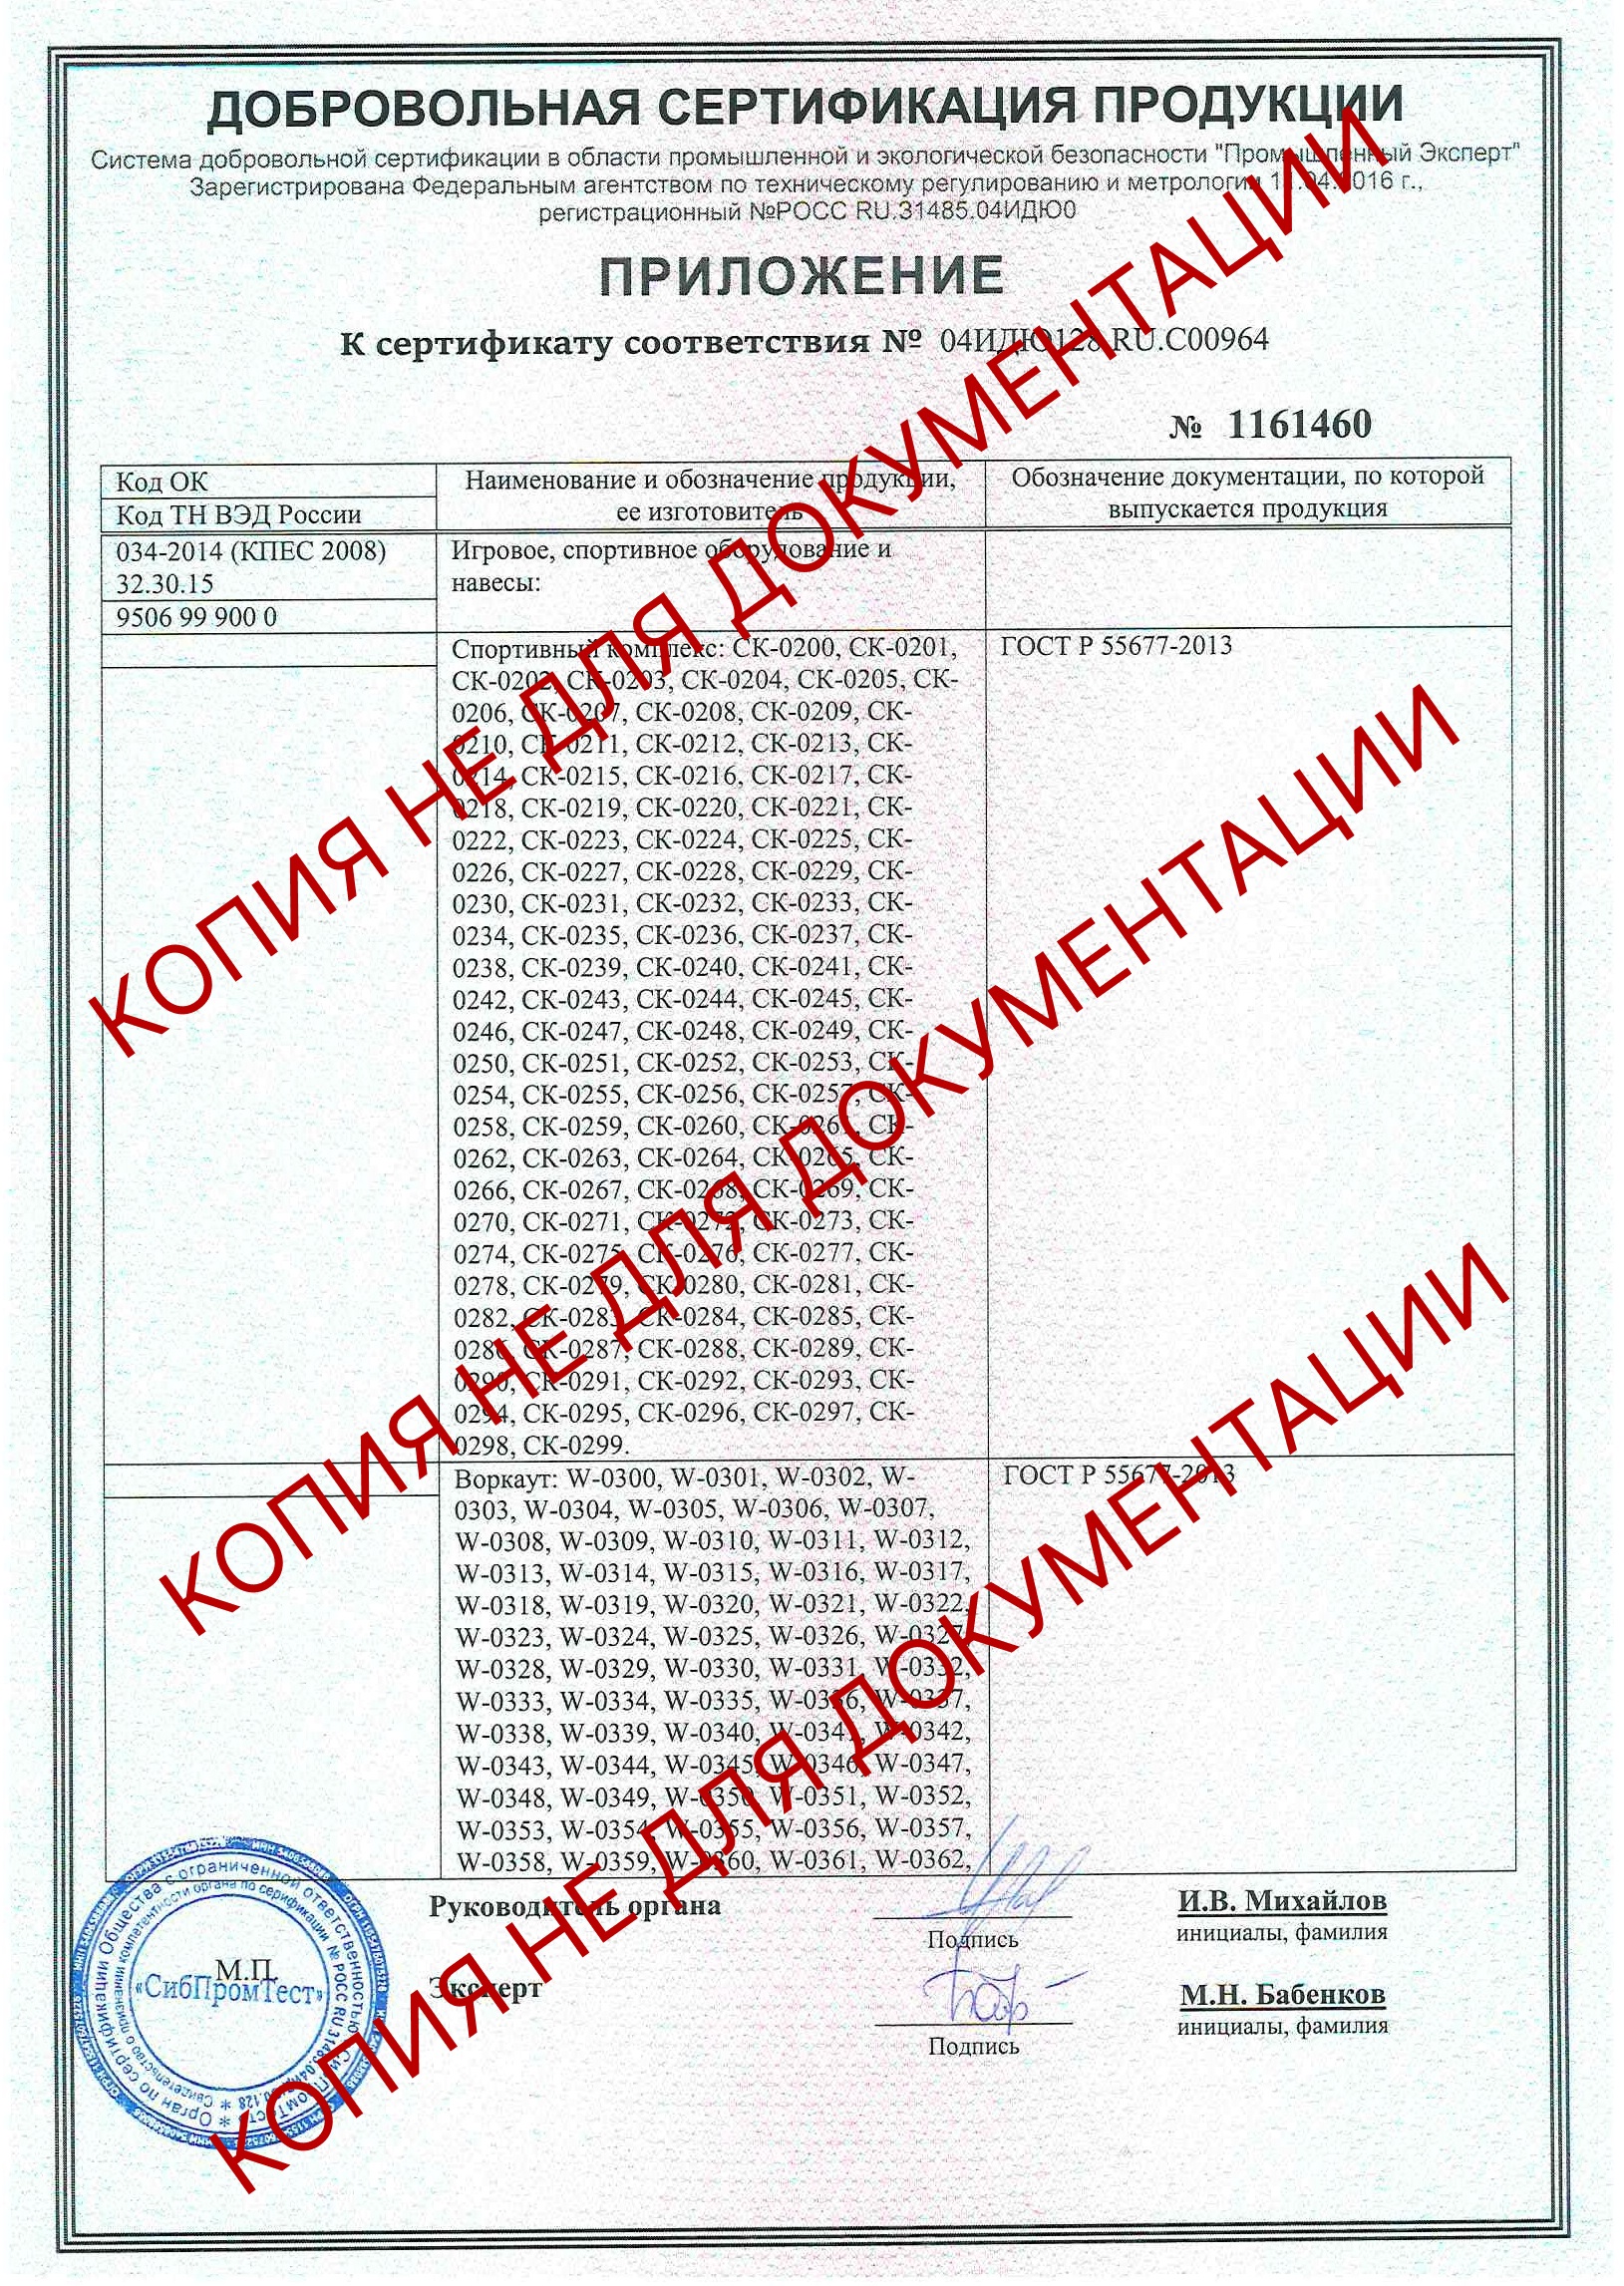 ДОБРОВОЛЬНАЯ СЕРТИФИКАЦИЯ ПРОДУКЦИИ
Система добровольной сертификации в области промышленной и экологической безопасности "Промышленный Эксперт"
Зарегистрирована Федеральным агентством по техническому регулированию и метрологии .04.2016 г.,
регистрационный №РОСС RU.31485.04ИДЮ0
ПРИЛОЖЕНИЕ
К сертификату соответствия № 04ИДЮ128.RU.С00964
№ 1161460
Код ОК
Код ТН ВЭД России
Наименование и обозначение продукции,
ее изготовитель
Обозначение документации, по которой
выпускается продукция
034-2014 (КПЕС 2008)
32.30.15
9506 99 900 0
Игровое, спортивное оборудование и
навесы:
Спортивный комплекс: СК-0200, СК-0201,
СК-0202, СК-0203, СК-0204, СК-0205, СК-
0206, СК-0207, СК-0208, СК-0209, СК-
0210, СК-0211, СК-0212, СК-0213, СК-
0214, СК-0215, СК-0216, СК-0217, СК-
0218, СК-0219, СК-0220, СК-0221, СК-
0222, СК-0223, СК-0224, СК-0225, СК-
0226, СК-0227, СК-0228, СК-0229, СК-
0230, СК-0231, СК-0232, СК-0233, СК-
0234, СК-0235, СК-0236, СК-0237, СК-
0238, СК-0239, СК-0240, СК-0241, СК-
0242, СК-0243, СК-0244, СК-0245, СК-
0246, СК-0247, СК-0248, СК-0249, СК-
0250, СК-0251, СК-0252, СК-0253, СК-
0254, СК-0255, СК-0256, СК-0257, СК-
0258, СК-0259, СК-0260, СК-0261, СК-
0262, СК-0263, СК-0264, СК-0265, СК-
0266, СК-0267, СК-0268, СК-0269, СК-
0270, СК-0271, СК-0272, СК-0273, СК-
0274, СК-0275, СК-0276, СК-0277, СК-
0278, СК-0279, СК-0280, СК-0281, СК-
0282, СК-0283, СК-0284, СК-0285, СК-
0286, СК-0287, СК-0288, СК-0289, СК-
0290, СК-0291, СК-0292, СК-0293, СК-
0294, СК-0295, СК-0296, СК-0297, СК-
0298, СК-0299.
ГОСТ Р 55677-2013
Воркаут: W-0300, W-0301, W-0302, W-
0303, W-0304, W-0305, W-0306, W-0307,
W-0308, W-0309, W-0310, W-0311, W-0312,
W-0313, W-0314, W-0315, W-0316, W-0317,
W-0318, W-0319, W-0320, W-0321, W-0322,
W-0323, W-0324, W-0325, W-0326, W-0327
W-0328, W-0329, W-0330, W-0331, W-0332,
W-0333, W-0334, W-0335, W-0336, W-0337,
W-0338, W-0339, W-0340, W-0341, W-0342,
W-0343, W-0344, W-0345, W-0346, W-0347,
W-0348, W-0349, W-0350, W-0351, W-0352,
W-0353, W-0354, W-0355, W-0356, W-0357,
W-0358, W-0359, W-0360, W-0361, W-0362,
ГОСТ Р 55677-2013
Руководитель органа
Подпись
И.В. Михайлов
инициалы, фамилия
Эксперт
Подпись
М.Н. Бабенков
инициалы, фамилия
М.П.
«СибПромТест»
Орган по сертификации Общества с ограниченной ответственностью
КОПИЯ НЕ ДЛЯ ДОКУМЕНТАЦИИ
КОПИЯ НЕ ДЛЯ ДОКУМЕНТАЦИИ
КОПИЯ НЕ ДЛЯ ДОКУМЕНТАЦИИ